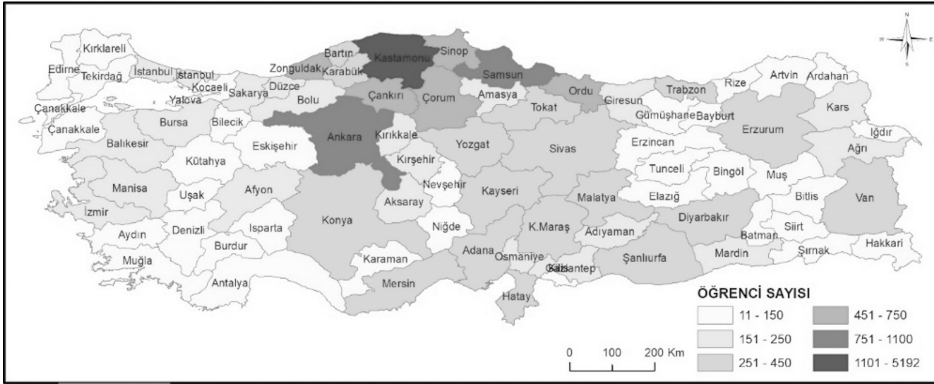 N
B
E
S
Kırklareli
Edirne
Tekirdağ
İstanbul
İstanbul
Kocaeli
Yalova
Sakarya
Düzce
Zonguldak
Bartın
Karabük
Kastamonu
Sinop
Samsun
Ordu
Giresun
Trabzon
Rize
Artvin
Ardahan
Çanakkale
Çanakkale
Bursa
Bilecik
Bolu
Çankırı
Çorum
Amasya
Tokat
Gümüşhane
Bayburt
Erzurum
Kars
Iğdır
Ağrı
Balıkesir
Kütahya
Eskişehir
Ankara
Kırıkkale
Kırşehir
Yozgat
Sivas
Erzincan
Tunceli
Bingöl
Muş
Bitlis
Van
Manisa
Uşak
Afyon
Nevşehir
Aksaray
Kayseri
Malatya
Elazığ
Diyarbakır
Batman
Siirt
İzmir
Aydın
Denizli
Burdur
Isparta
Konya
Niğde
K.Maraş
Adıyaman
Şanlıurfa
Mardin
Şırnak
Hakkari
Muğla
Antalya
Karaman
Mersin
Adana
Osmaniye
Gaziantep
Kilis
Hatay
ÖĞRENCİ SAYISI
11 - 150
151 - 250
251 - 450
451 - 750
751 - 1100
1101 - 5192
0 100 200 Km